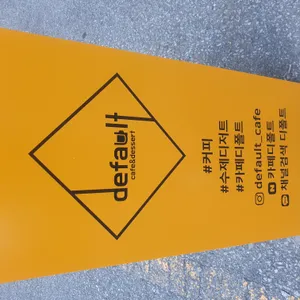 default
cafe&dessert
#커피
#수제디저트
#카페디폴트
default_cafe
카페디폴트
채널검색 디폴트